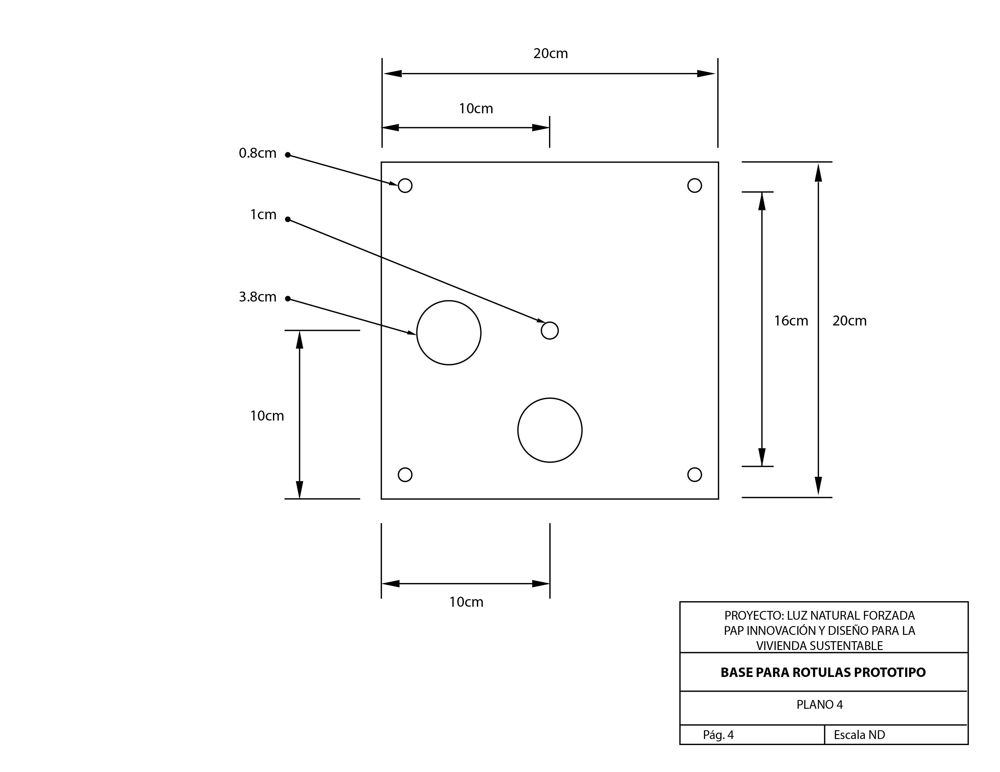 20cm
10cm
0.8cm
1cm
3.8cm
16cm
20cm
10cm
10cm
PROYECTO: LUZ NATURAL FORZADA
PAP INNOVACIÓN Y DISEÑO PARA LA
VIVIENDA SUSTENTABLE
BASE PARA ROTULAS PROTOTIPO
PLANO 4
Pág. 4
Escala ND